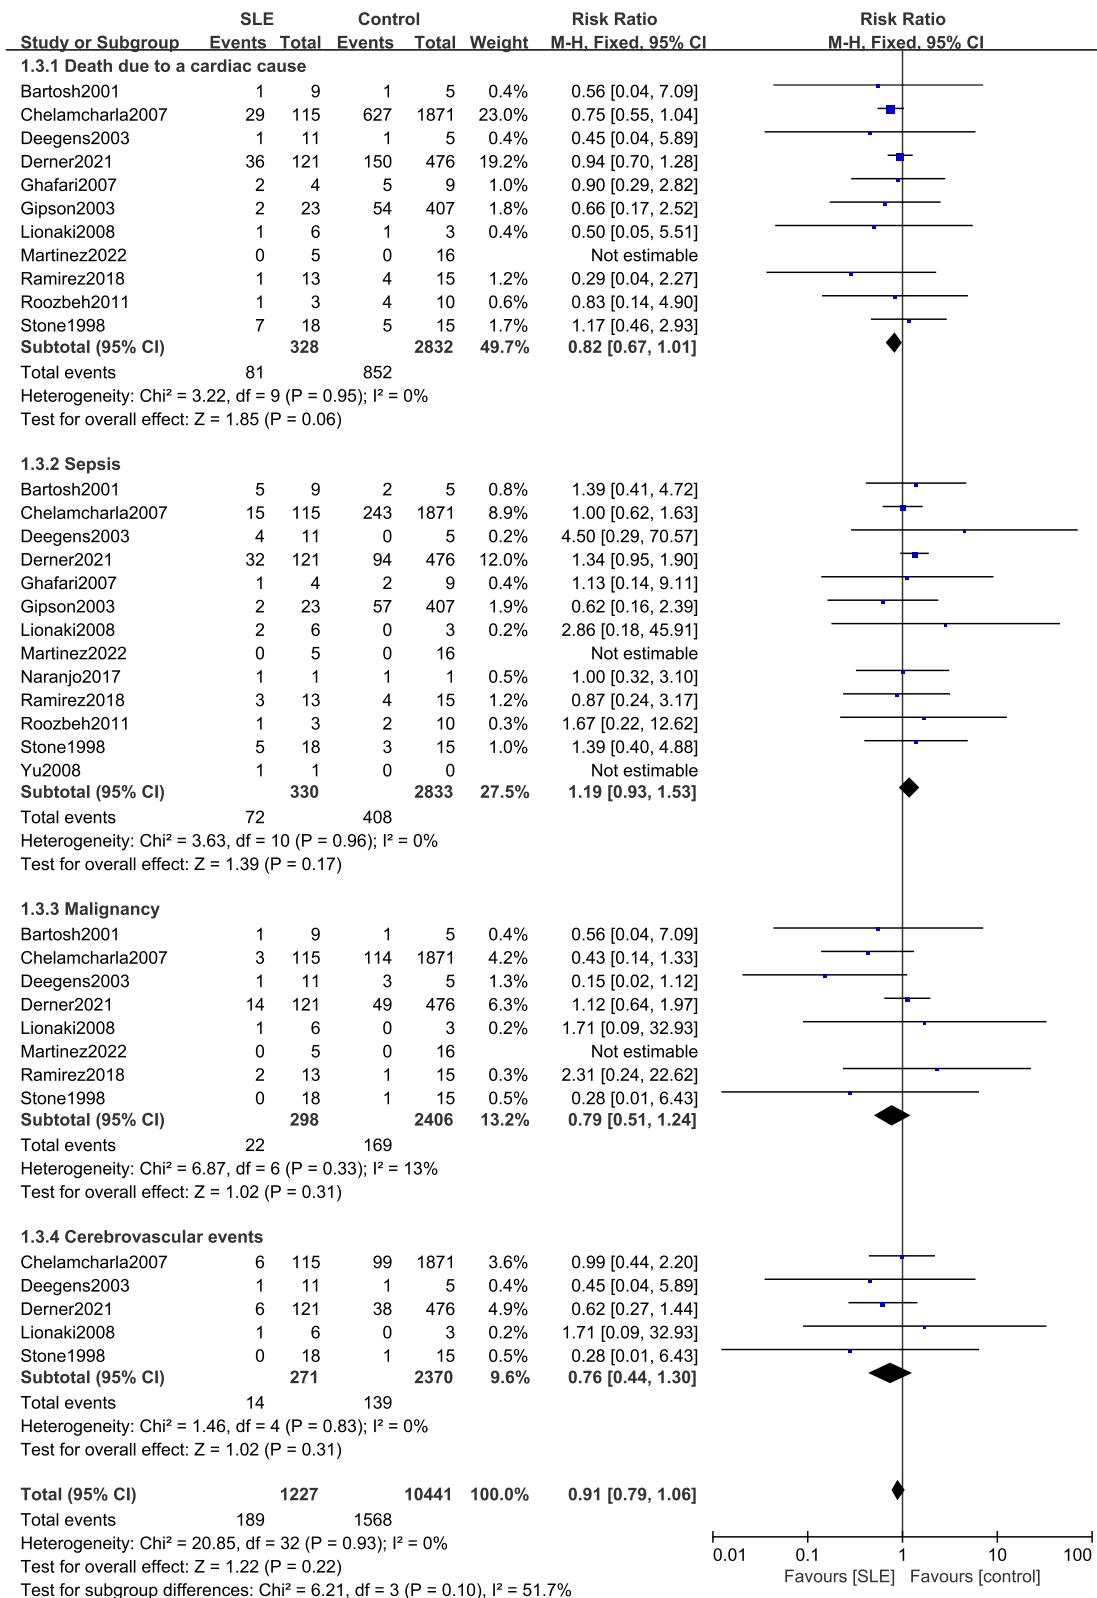 SLE Control Risk Ratio Risk Ratio
Study or Subgroup Events Total Events Total Weight M-H, Fixed, 95% CI M-H, Fixed, 95% CI
1.3.1 Death due to a cardiac cause
Bartosh2001 1 9 1 5 0.4% 0.56 [0.04, 7.09]
Chelamcharla2007 29 115 627 1871 23.0% 0.75 [0.55, 1.04]
Deegens2003 1 11 1 5 0.4% 0.45 [0.04, 5.89]
Derner2021 36 121 150 476 19.2% 0.94 [0.70, 1.28]
Ghafari2007 2 4 5 9 1.0% 0.90 [0.29, 2.82]
Gipson2003 2 23 54 407 1.8% 0.66 [0.17, 2.52]
Lionaki2008 1 6 1 3 0.4% 0.50 [0.05, 5.51]
Martinez2022 0 5 0 16 Not estimable
Ramirez2018 1 13 4 15 1.2% 0.29 [0.04, 2.27]
Roozbeh2011 1 3 4 10 0.6% 0.83 [0.14, 4.90]
Stone1998 7 18 5 15 1.7% 1.17 [0.46, 2.93]
Subtotal (95% CI) 328 2832 49.7% 0.82 [0.67, 1.01]
Total events 81 852
Heterogeneity: Chi² = 3.22, df = 9 (P = 0.95); I² = 0%
Test for overall effect: Z = 1.85 (P = 0.06)
1.3.2 Sepsis
Bartosh2001 5 9 2 5 0.8% 1.39 [0.41, 4.72]
Chelamcharla2007 15 115 243 1871 8.9% 1.00 [0.62, 1.63]
Deegens2003 4 11 0 5 0.2% 4.50 [0.29, 70.57]
Derner2021 32 121 94 476 12.0% 1.34 [0.95, 1.90]
Ghafari2007 1 4 2 9 0.4% 1.13 [0.14, 9.11]
Gipson2003 2 23 57 407 1.9% 0.62 [0.16, 2.39]
Lionaki2008 2 6 0 3 0.2% 2.86 [0.18, 45.91]
Martinez2022 0 5 0 16 Not estimable
Naranjo2017 1 1 1 1 0.5% 1.00 [0.32, 3.10]
Ramirez2018 3 13 4 15 1.2% 0.87 [0.24, 3.17]
Roozbeh2011 1 3 2 10 0.3% 1.67 [0.22, 12.62]
Stone1998 5 18 3 15 1.0% 1.39 [0.40, 4.88]
Yu2008 1 1 0 0 Not estimable
Subtotal (95% CI) 330 2833 27.5% 1.19 [0.93, 1.53]
Total events 72 408
Heterogeneity: Chi² = 3.63, df = 10 (P = 0.96); I² = 0%
Test for overall effect: Z = 1.39 (P = 0.17)
1.3.3 Malignancy
Bartosh2001 1 9 1 5 0.4% 0.56 [0.04, 7.09]
Chelamcharla2007 3 115 114 1871 4.2% 0.43 [0.14, 1.33]
Deegens2003 1 11 3 5 1.3% 0.15 [0.02, 1.12]
Derner2021 14 121 49 476 6.3% 1.12 [0.64, 1.97]
Lionaki2008 1 6 0 3 0.2% 1.71 [0.09, 32.93]
Martinez2022 0 5 0 16 Not estimable
Ramirez2018 2 13 1 15 0.3% 2.31 [0.24, 22.62]
Stone1998 0 18 1 15 0.5% 0.28 [0.01, 6.43]
Subtotal (95% CI) 298 2406 13.2% 0.79 [0.51, 1.24]
Total events 22 169
Heterogeneity: Chi² = 6.87, df = 6 (P = 0.33); I² = 13%
Test for overall effect: Z = 1.02 (P = 0.31)
1.3.4 Cerebrovascular events
Chelamcharla2007 6 115 99 1871 3.6% 0.99 [0.44, 2.20]
Deegens2003 1 11 1 5 0.4% 0.45 [0.04, 5.89]
Derner2021 6 121 38 476 4.9% 0.62 [0.27, 1.44]
Lionaki2008 1 6 0 3 0.2% 1.71 [0.09, 32.93]
Stone1998 0 18 1 15 0.5% 0.28 [0.01, 6.43]
Subtotal (95% CI) 271 2370 9.6% 0.76 [0.44, 1.30]
Total events 14 139
Heterogeneity: Chi² = 1.46, df = 4 (P = 0.83); I² = 0%
Test for overall effect: Z = 1.02 (P = 0.31)
Total (95% CI) 1227 10441 100.0% 0.91 [0.79, 1.06]
Total events 189 1568
Heterogeneity: Chi² = 20.85, df = 32 (P = 0.93); I² = 0%
Test for overall effect: Z = 1.22 (P = 0.22)
Test for subgroup differences: Chi² = 6.21, df = 3 (P = 0.10), I² = 51.7%
0.01 0.1 1 10 100
Favours [SLE] Favours [control]